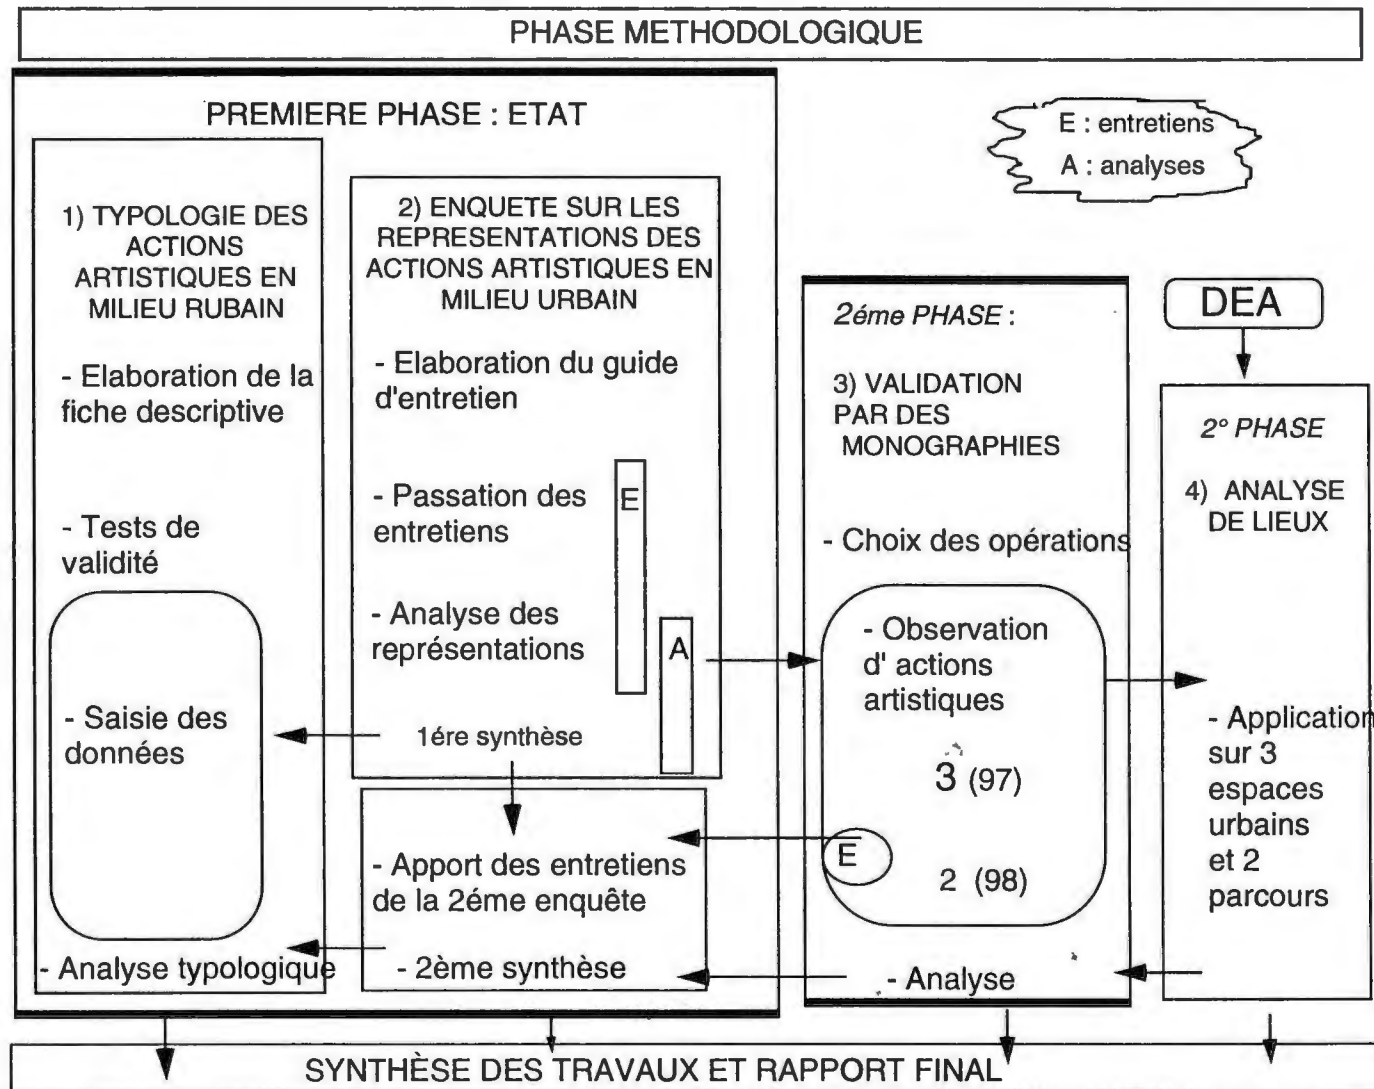 PHASE METHODOLOGIQUE
PREMIERE PHASE : ETAT
E : entretiens
A : analyses
1) TYPOLOGIE DES
ACTIONS
ARTISTIQUES EN
MILIEU RUBAIN
- Elaboration de la
fiche descriptive
- Tests de
validité
- Saisie des
données
- Analyse typologique
2) ENQUETE SUR LES
REPRESENTATIONS DES
ACTIONS ARTISTIQUES EN
MILIEU URBAIN
- Elaboration du guide
d'entretien
- Passation des
entretiens
- Analyse des
représentations
E
A
1ére synthèse
- Apport des entretiens
de la 2éme enquête
- 2ème synthèse
2éme PHASE :
3) VALIDATION
PAR DES
MONOGRAPHIES
- Choix des opérations
- Observation
d' actions
artistiques
3 (97)
E
2 (98)
- Analyse
DEA
2° PHASE
4) ANALYSE
DE LIEUX
- Application
sur 3
espaces
urbains
et 2
parcours
SYNTHÈSE DES TRAVAUX ET RAPPORT FINAL